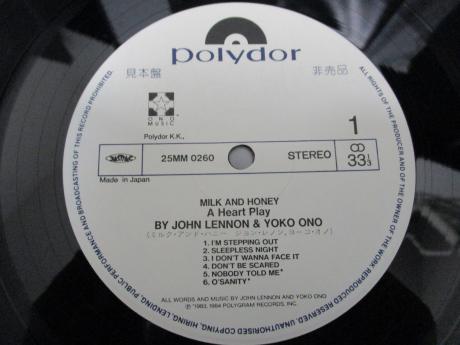 polydor
見本盤
非売品
ONO
MUSIC
Polydor K.K.,
1
JASRAC
25MM 0260
STEREO
33⅓
Made in Japan
MILK AND HONEY
A Heart Play
BY JOHN LENNON & YOKO ONO
(ミルク・アンド・ハニー ジョン・レノン、ヨーコ・オノ)
1. I'M STEPPING OUT
2. SLEEPLESS NIGHT
3. I DON'T WANNA FACE IT
4. DON'T BE SCARED
5. NOBODY TOLD ME*
6. O'SANITY*
ALL WORDS AND MUSIC BY JOHN LENNON AND YOKO ONO
℗ *1983, 1984 POLYGRAM RECORDS, INC.
ALL RIGHTS OF THE PRODUCER AND OF THE OWNER OF THE WORK REPRODUCED RESERVED. UNAUTHORISED COPYING, HIRING, LENDING, PUBLIC PERFORMANCE AND BROADCASTING OF THIS RECORD PROHIBITED.